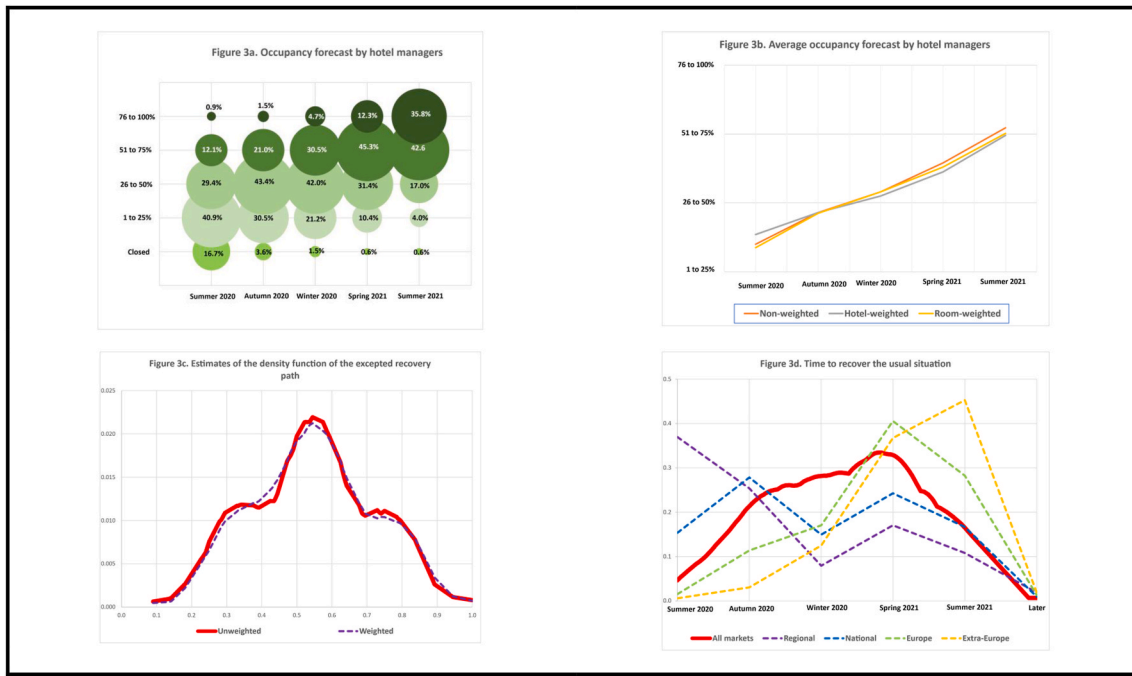 Figure 3a. Occupancy forecast by hotel managers
76 to 100%
0.9%
1.5%
4.7%
12.3%
35.8%
51 to 75%
12.1%
21.0%
30.5%
45.3%
42.6
26 to 50%
29.4%
43.4%
42.0%
31.4%
17.0%
1 to 25%
40.9%
30.5%
21.2%
10.4%
4.0%
Closed
16.7%
3.6%
1.5%
0.6%
0.6%
Summer 2020 Autumn 2020 Winter 2020 Spring 2021 Summer 2021
Figure 3b. Average occupancy forecast by hotel managers
76 to 100%
51 to 75%
26 to 50%
1 to 25%
Summer 2020 Autumn 2020 Winter 2020 Spring 2021 Summer 2021
Non-weighted Hotel-weighted Room-weighted
Figure 3c. Estimates of the density function of the excepted recovery
path
0.025
0.020
0.015
0.010
0.005
0.000
0.0 0.1 0.2 0.3 0.4 0.5 0.6 0.7 0.8 0.9 1.0
Unweighted Weighted
Figure 3d. Time to recover the usual situation
0.5
0.4
0.3
0.2
0.1
0.0
Summer 2020 Autumn 2020 Winter 2020 Spring 2021 Summer 2021 Later
All markets Regional National Europe Extra-Europe